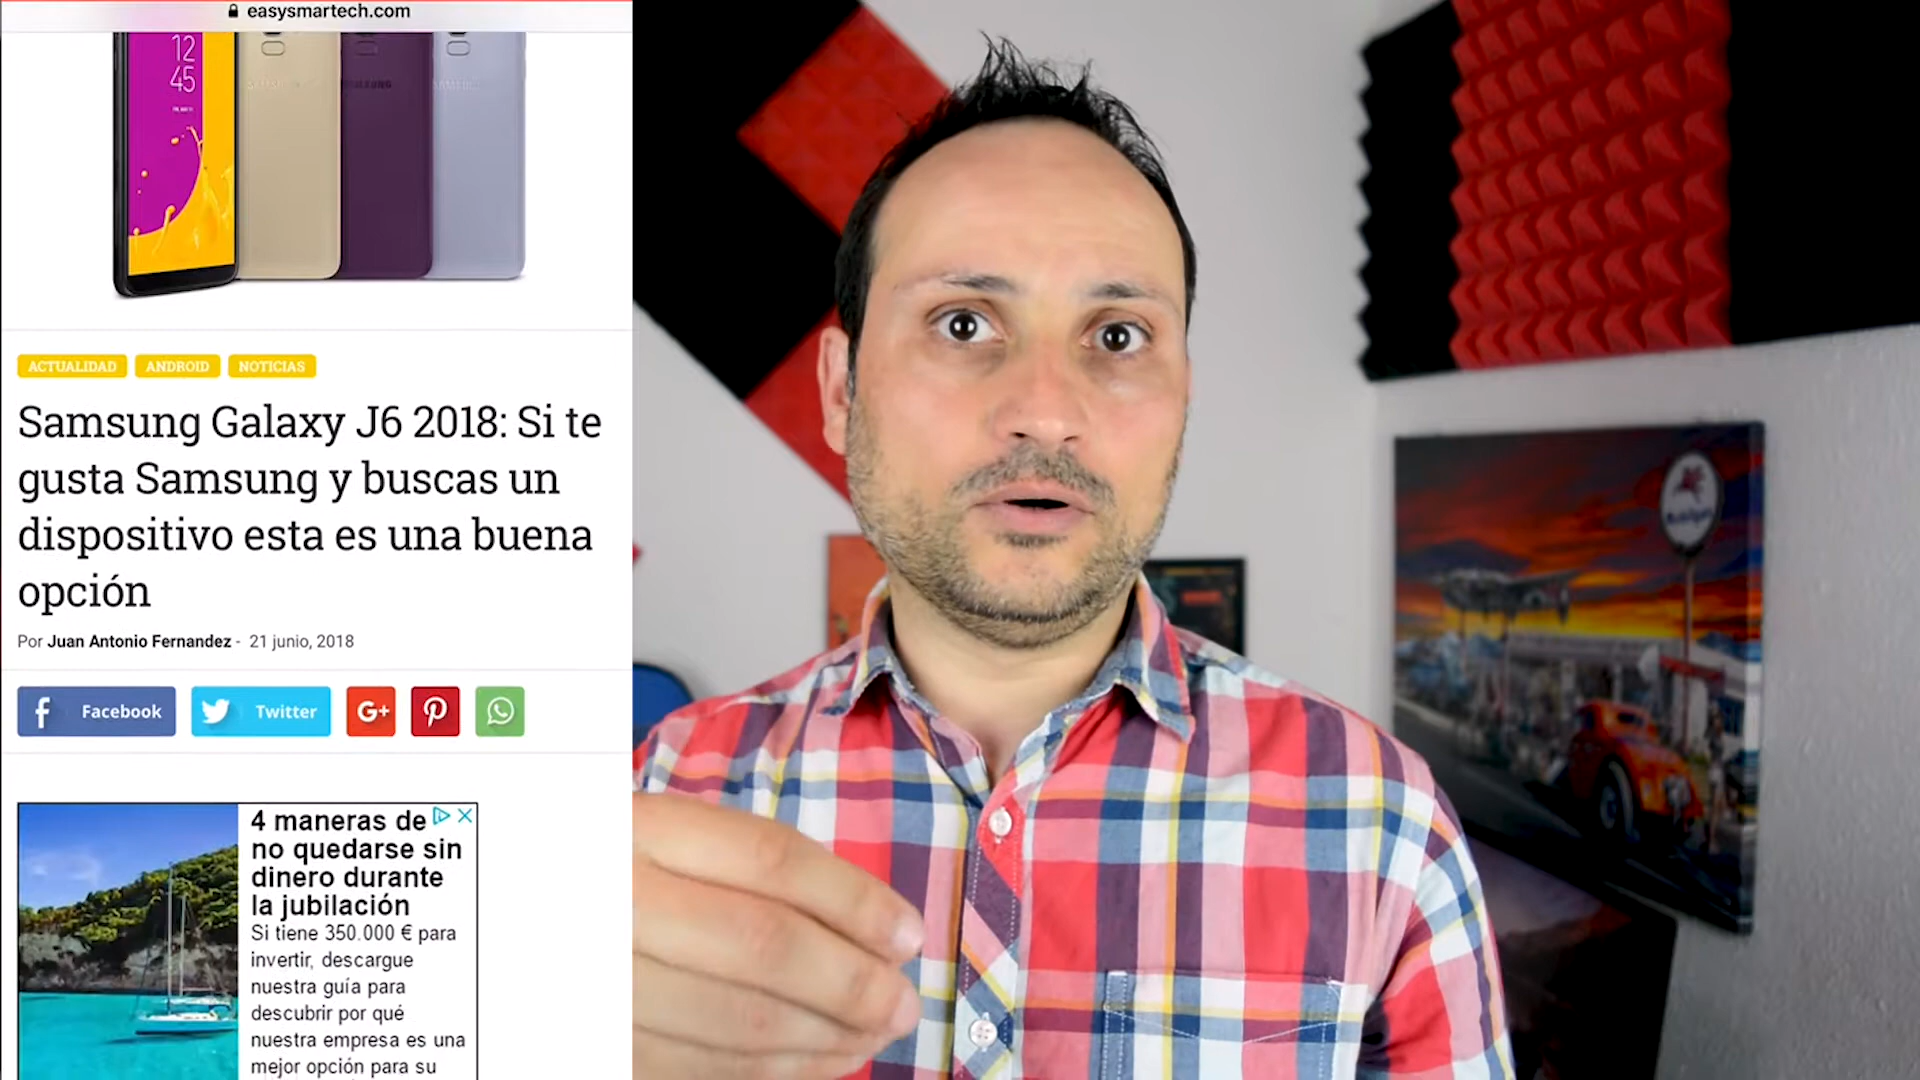 easysmartech.com
12
45
SAMSUNG
ACTUALIDAD
ANDROID
NOTICIAS
Samsung Galaxy J6 2018: Si te
gusta Samsung y buscas un
dispositivo esta es una buena
opción
Por Juan Antonio Fernandez - 21 junio, 2018
f Facebook
Twitter
G+
4 maneras de
no quedarse sin
dinero durante
la jubilación
Si tiene 350.000 € para
invertir, descargue
nuestra guía para
descubrir por qué
nuestra empresa es una
mejor opción para su